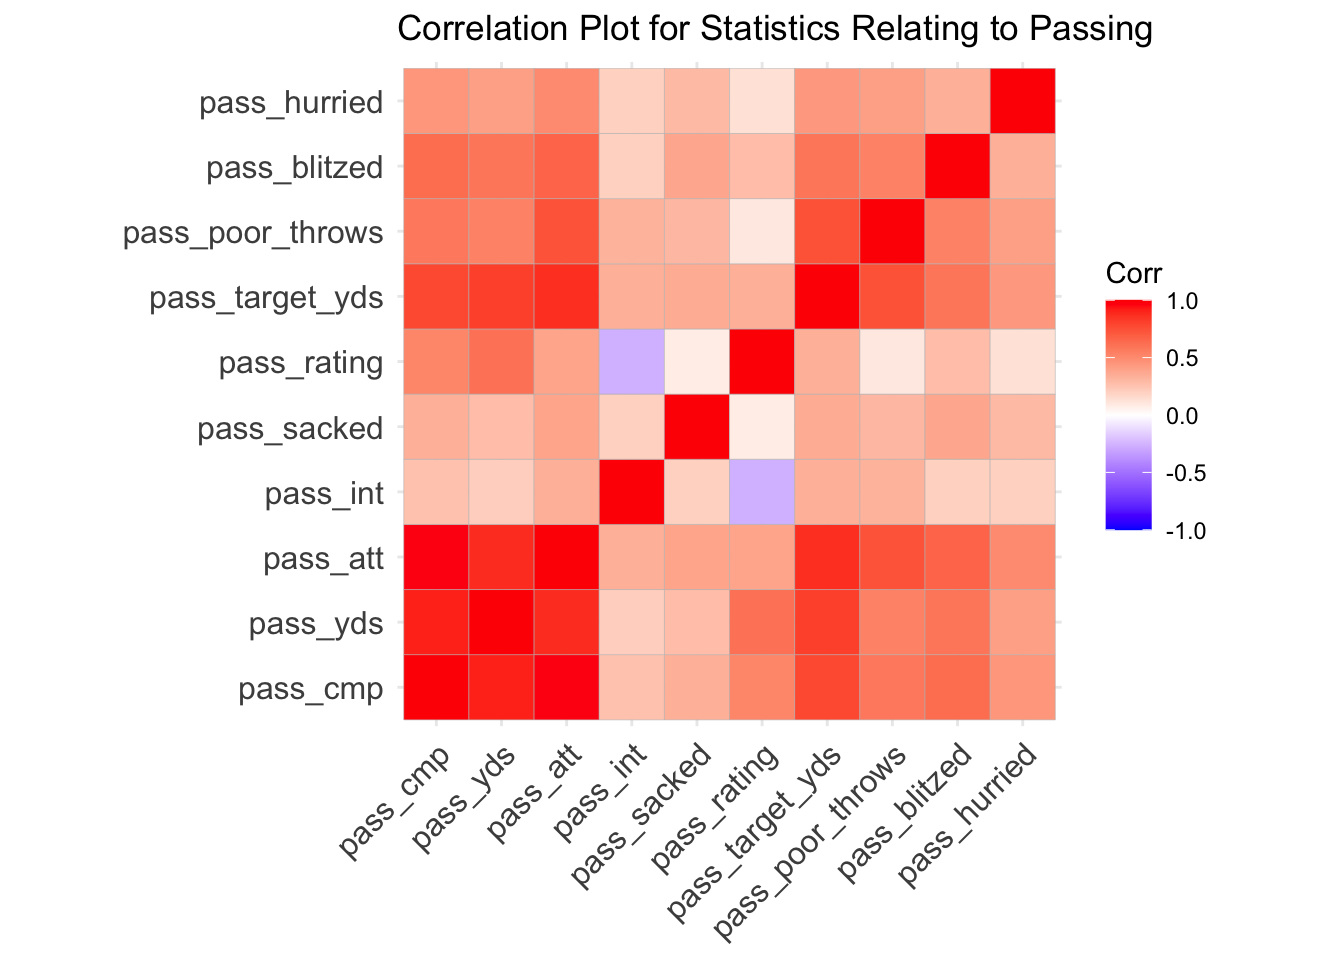 Correlation Plot for Statistics Relating to Passing
pass_hurried
pass_blitzed
pass_poor_throws
pass_target_yds
pass_rating
pass_sacked
pass_int
pass_att
pass_yds
pass_cmp
pass_cmp
pass_yds
pass_att
pass_int
pass_sacked
pass_rating
pass_target_yds
pass_poor_throws
pass_blitzed
pass_hurried
Corr
1.0
0.5
0.0
-0.5
-1.0